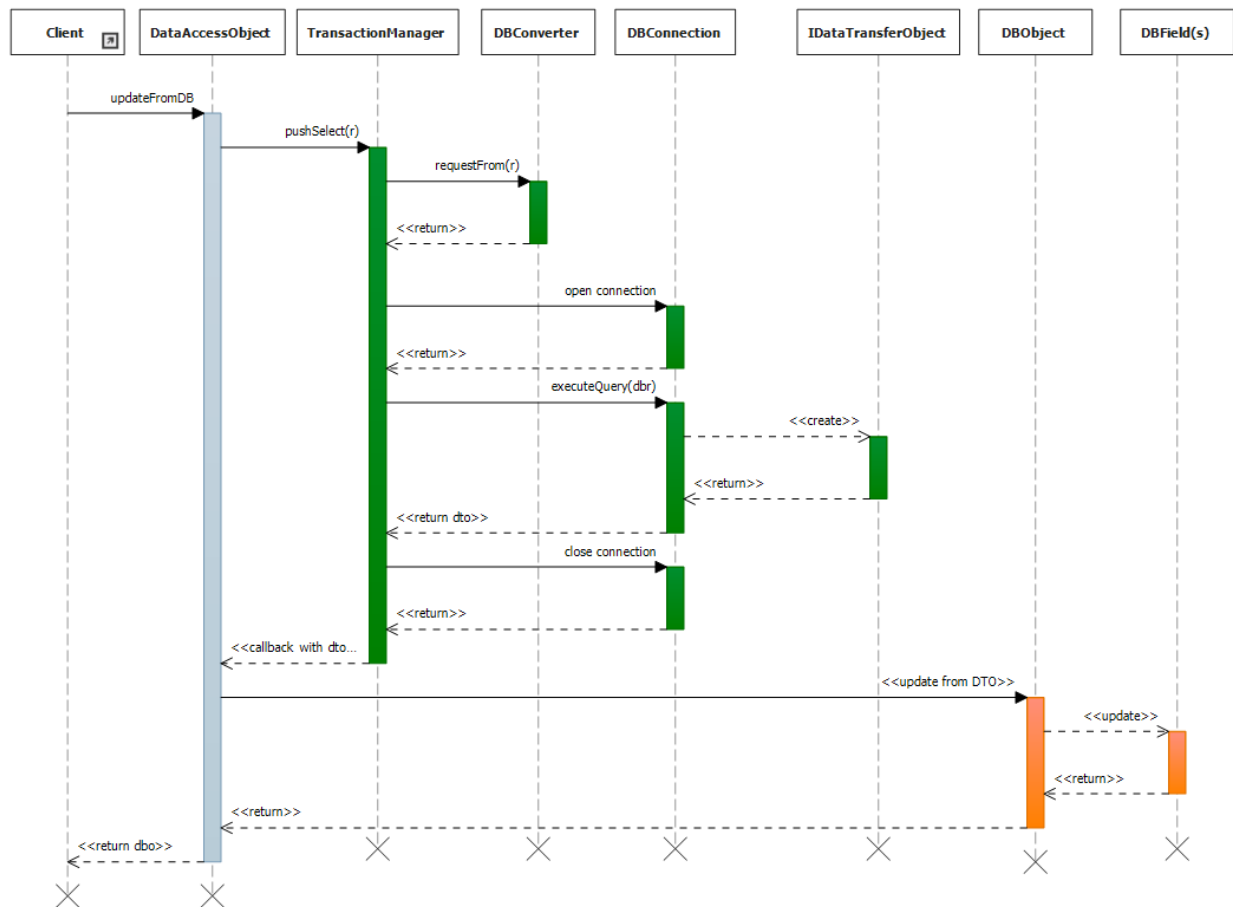 Client
DataAccessObject
TransactionManager
DBConverter
DBConnection
IDataTransferObject
DBObject
DBField(s)
updateFromDB
pushSelect(r)
requestFrom(r)
<<return>>
open connection
<<return>>
executeQuery(dbr)
<<create>>
<<return>>
<<return dto>>
close connection
<<return>>
<<callback with dto...
<<update from DTO>>
<<update>>
<<return>>
<<return>>
<<return dbo>>